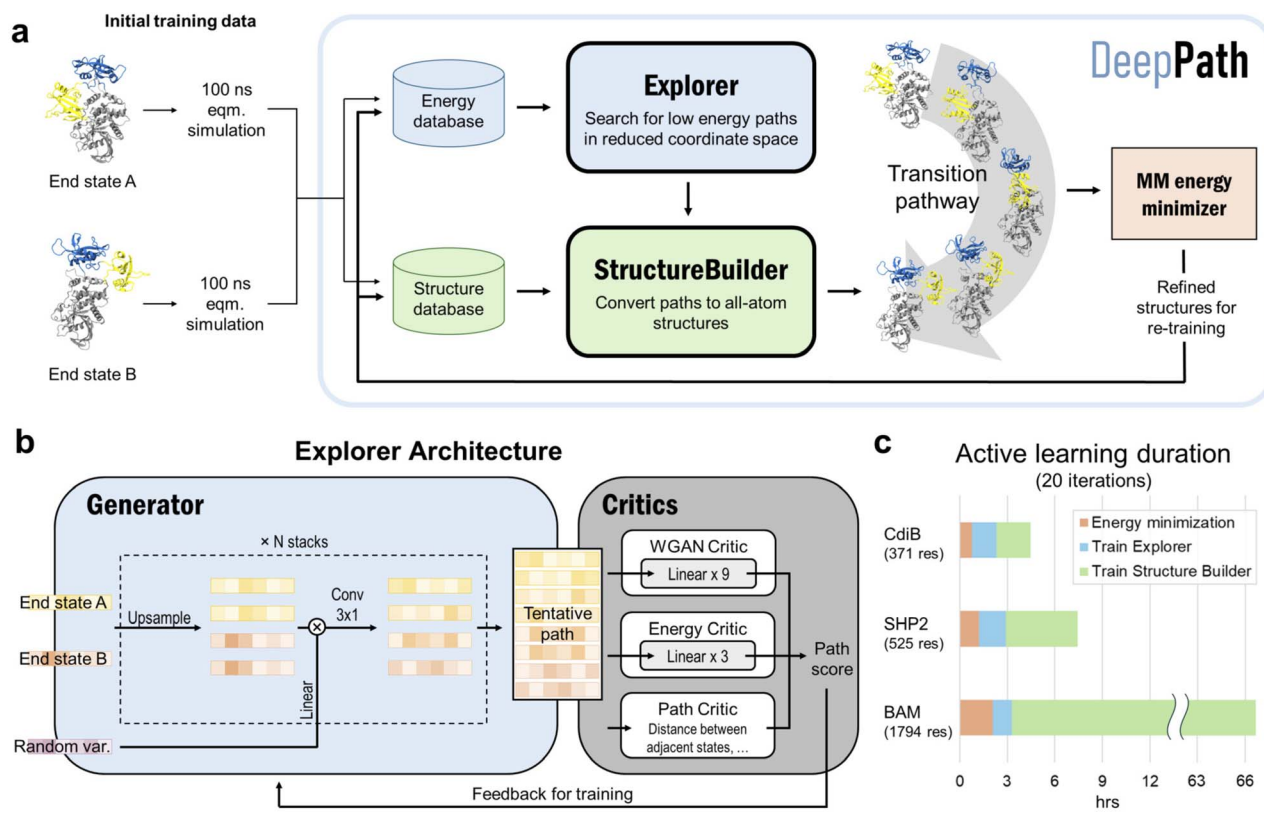 a
Initial training data
End state A
100 ns
eqm.
simulation
End state B
100 ns
eqm.
simulation
DeepPath
Energy
database
Explorer
Search for low energy paths
in reduced coordinate space
Structure
database
StructureBuilder
Convert paths to all-atom
structures
Transition
pathway
MM energy
minimizer
Refined
structures for
re-training
b
Explorer Architecture
Generator
× N stacks
End state A
End state B
Random var.
Upsample
Linear
Conv
3x1
Tentative
path
Critics
WGAN Critic
Linear x 9
Energy Critic
Linear x 3
Path Critic
Distance between
adjacent states, ...
Path
score
Feedback for training
c
Active learning duration
(20 iterations)
Energy minimization
Train Explorer
Train Structure Builder
CdiB
(371 res)
SHP2
(525 res)
BAM
(1794 res)
0 3 6 9 12 63 66
hrs